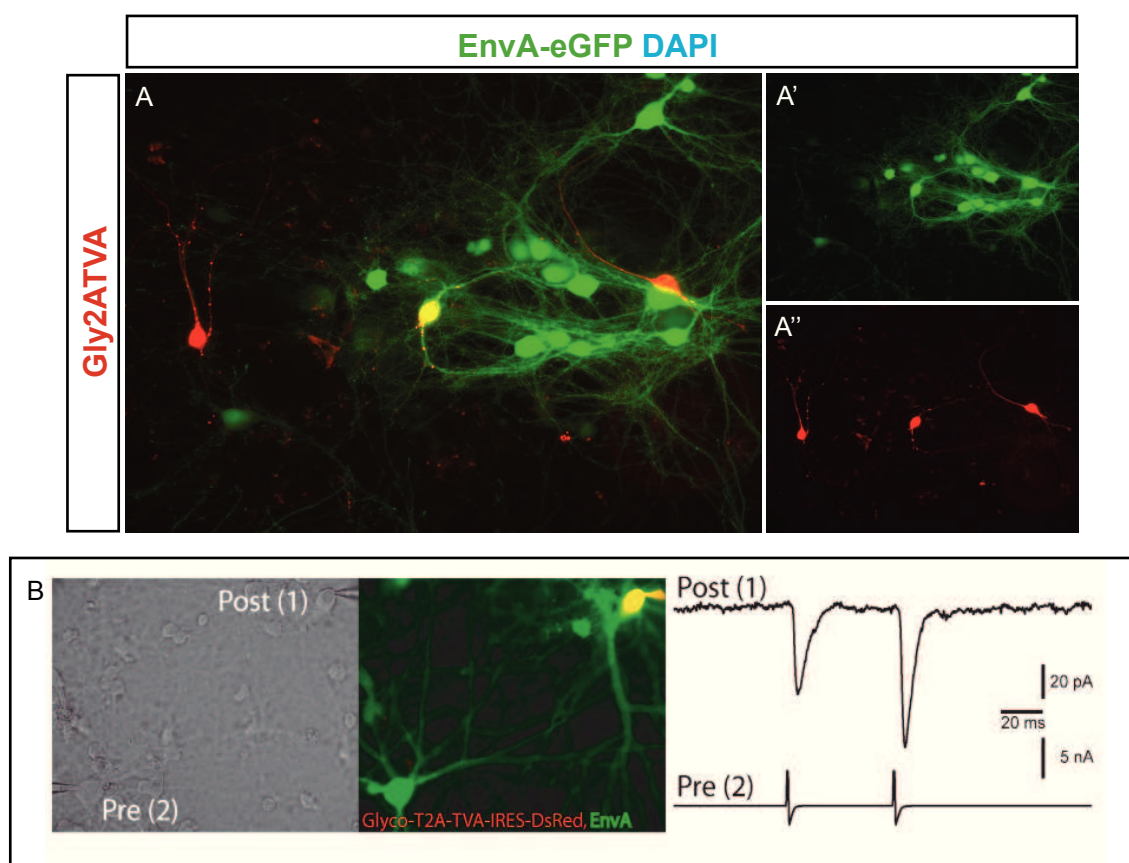 EnvA-eGFP DAPI
Gly2ATVA
A
A'
A''
B
Post (1)
Pre (2)
Glyco-T2A-TVA-IRES-DsRed, EnvA
Post (1)
20 pA
20 ms
5 nA
Pre (2)